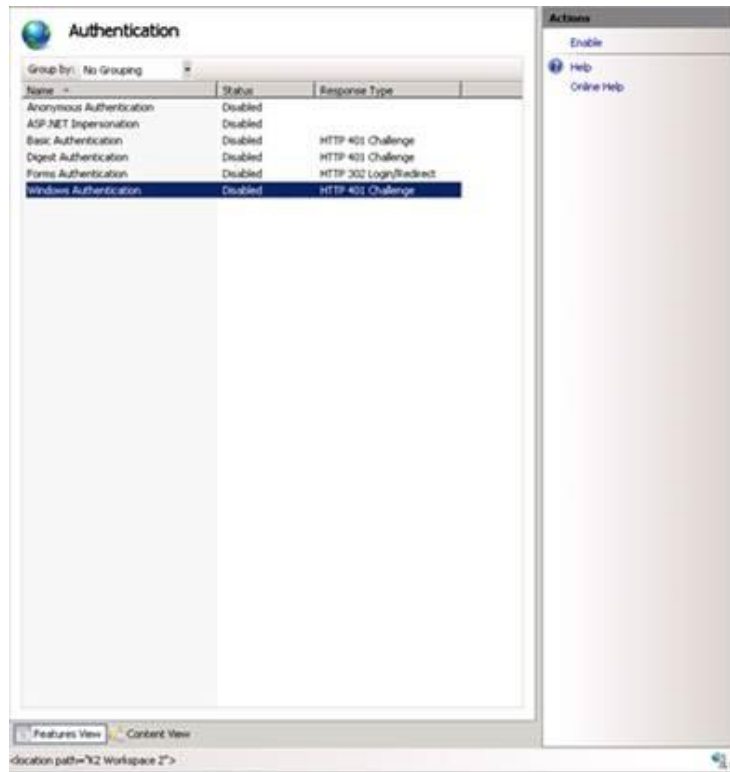 Authentication
Group by: No Grouping
Name Status Response Type
Anonymous Authentication Disabled
ASP.NET Impersonation Disabled
Basic Authentication Disabled HTTP 401 Challenge
Digest Authentication Disabled HTTP 401 Challenge
Forms Authentication Disabled HTTP 302 Login/Redirect
Windows Authentication Disabled HTTP 401 Challenge
Features View Content View
<location path="K2 Workspace 2">
Actions
Enable
Help
Online Help